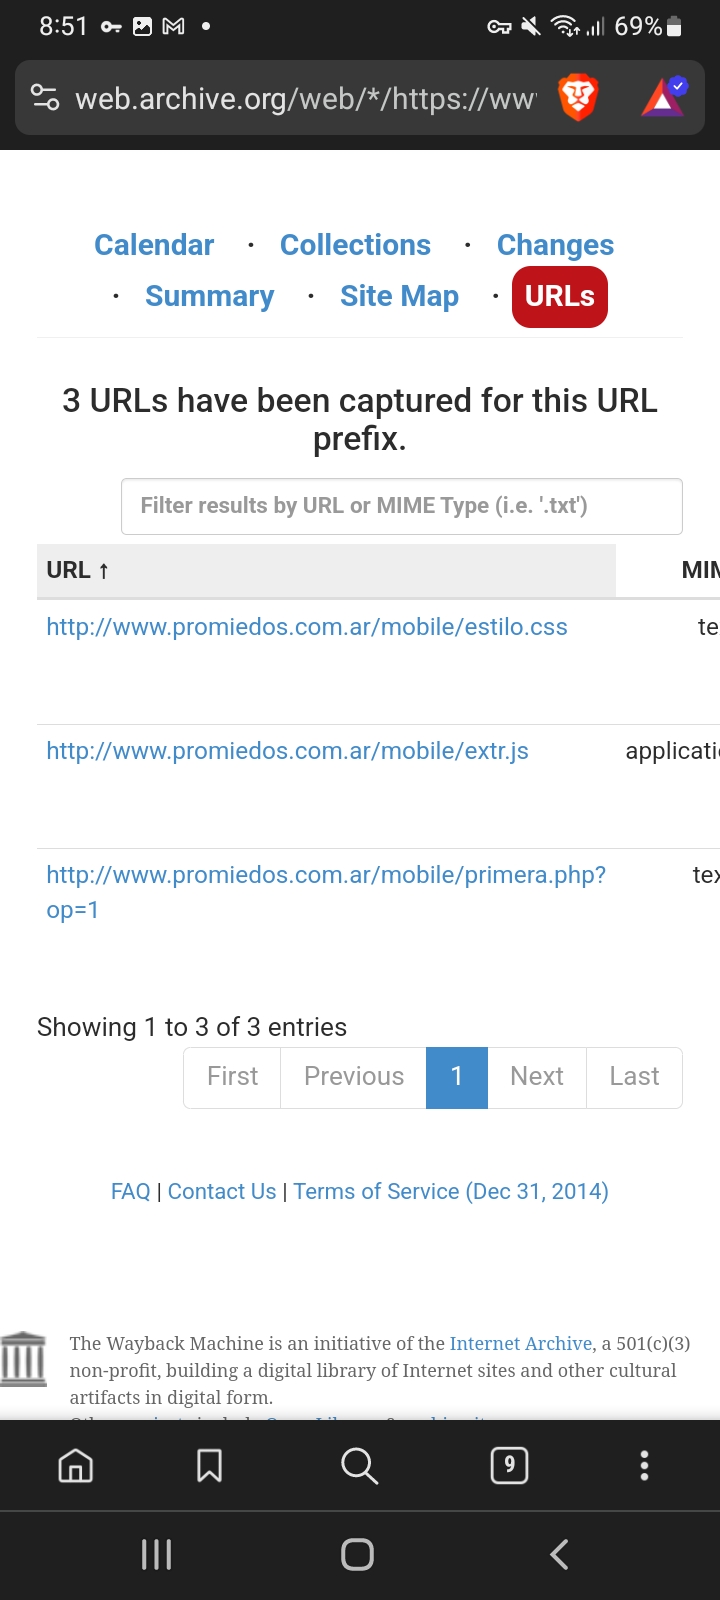 8:51
69%
web.archive.org/web/*/https://ww
Calendar · Collections · Changes
· Summary · Site Map · URLs
3 URLs have been captured for this URL
prefix.
Filter results by URL or MIME Type (i.e. '.txt')
URL ↑ MIM
http://www.promiedos.com.ar/mobile/estilo.css te
http://www.promiedos.com.ar/mobile/extr.js applicati
http://www.promiedos.com.ar/mobile/primera.php? tex
op=1
Showing 1 to 3 of 3 entries
First Previous 1 Next Last
FAQ | Contact Us | Terms of Service (Dec 31, 2014)
The Wayback Machine is an initiative of the Internet Archive, a 501(c)(3)
non-profit, building a digital library of Internet sites and other cultural
artifacts in digital form.
9